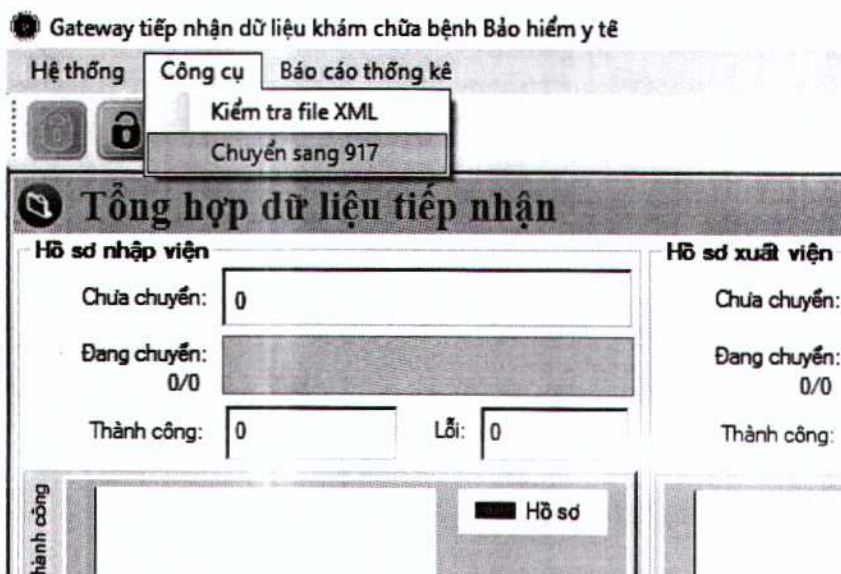 Gateway tiếp nhận dữ liệu khám chữa bệnh Bảo hiểm y tế
Hệ thống Công cụ Báo cáo thống kê
Kiểm tra file XML
Chuyển sang 917
Tổng hợp dữ liệu tiếp nhận
Hồ sơ nhập viện Hồ sơ xuất viện
Chưa chuyển: 0 Chưa chuyển:
Đang chuyển: Đang chuyển:
0/0 0/0
Thành công: 0 Lỗi: 0 Thành công:
Hồ sơ
hành công